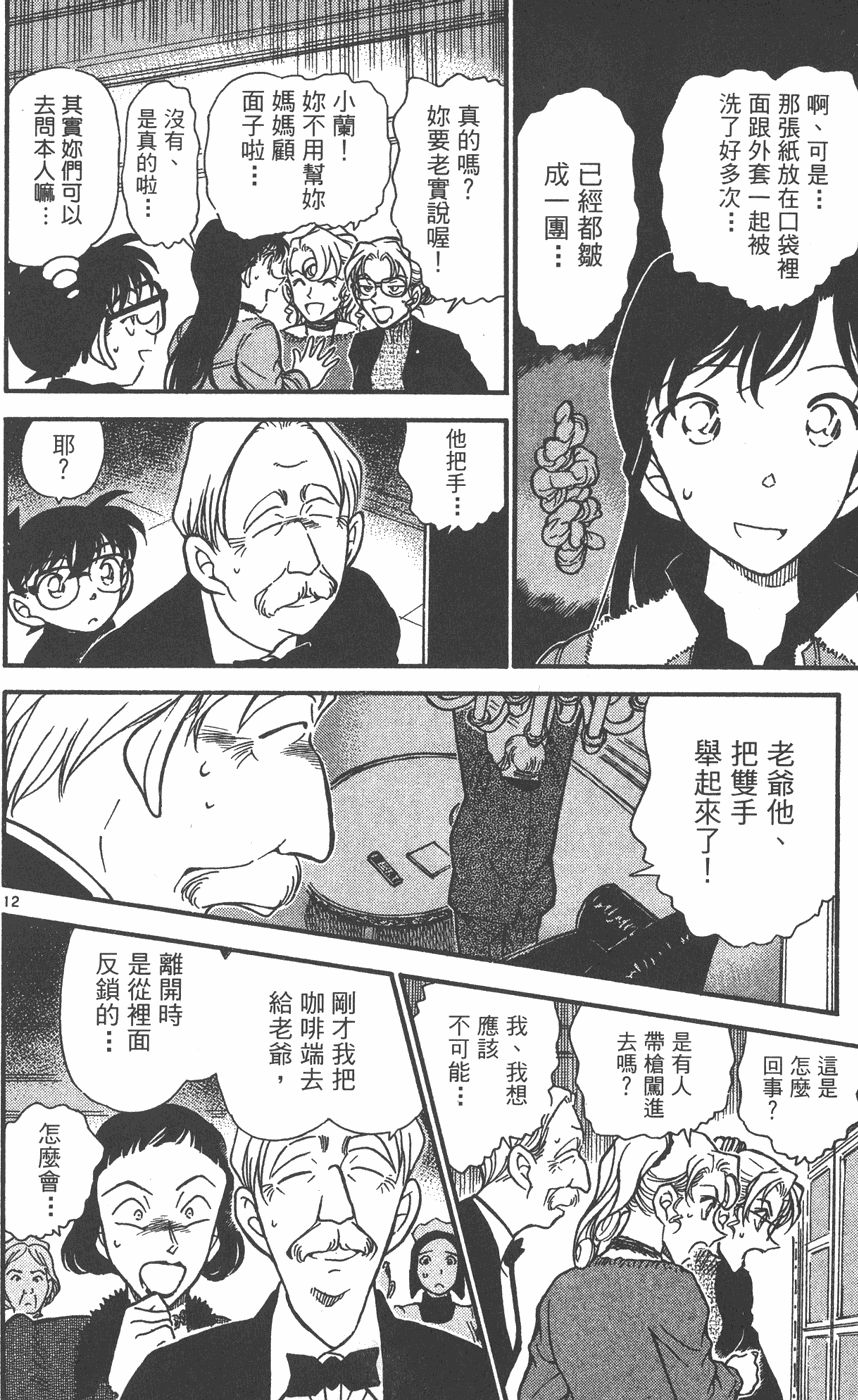 啊、可是⋯
那張紙放在口袋裡
面跟外套一起被
洗了好多次⋯
已經都皺
成一團⋯
真的嗎？
妳要老實說喔！
小蘭！
妳不用幫妳
媽媽顧
面子啦⋯
沒有、
是真的啦⋯
其實妳們可以
去問本人嘛⋯
他把手⋯
耶？
老爺他、
把雙手
舉起來了！
這是
怎麼
回事？
是有人
帶槍闖進
去嗎？
我、我想
應該
不可能⋯
剛才我把
咖啡端去
給老爺，
離開時
是從裡面
反鎖的⋯
怎麼會⋯
12